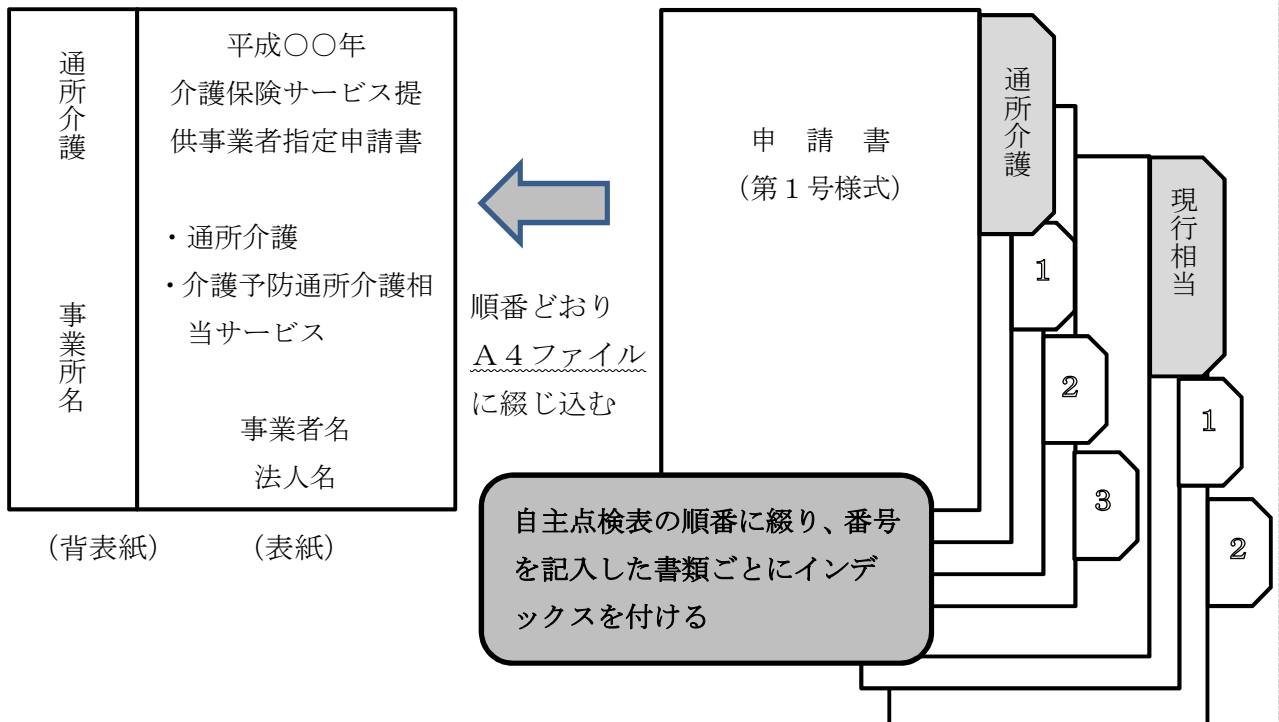 通所介護
事業所名
平成○○年
介護保険サービス提
供事業者指定申請書
・通所介護
・介護予防通所介護相
当サービス
事業者名
法人名
（背表紙）
（表紙）
順番どおり
Ａ４ファイル
に綴じ込む
申　請　書
（第１号様式）
通所介護
1
2
3
現行相当
1
2
自主点検表の順番に綴り、番号
を記入した書類ごとにインデ
ックスを付ける